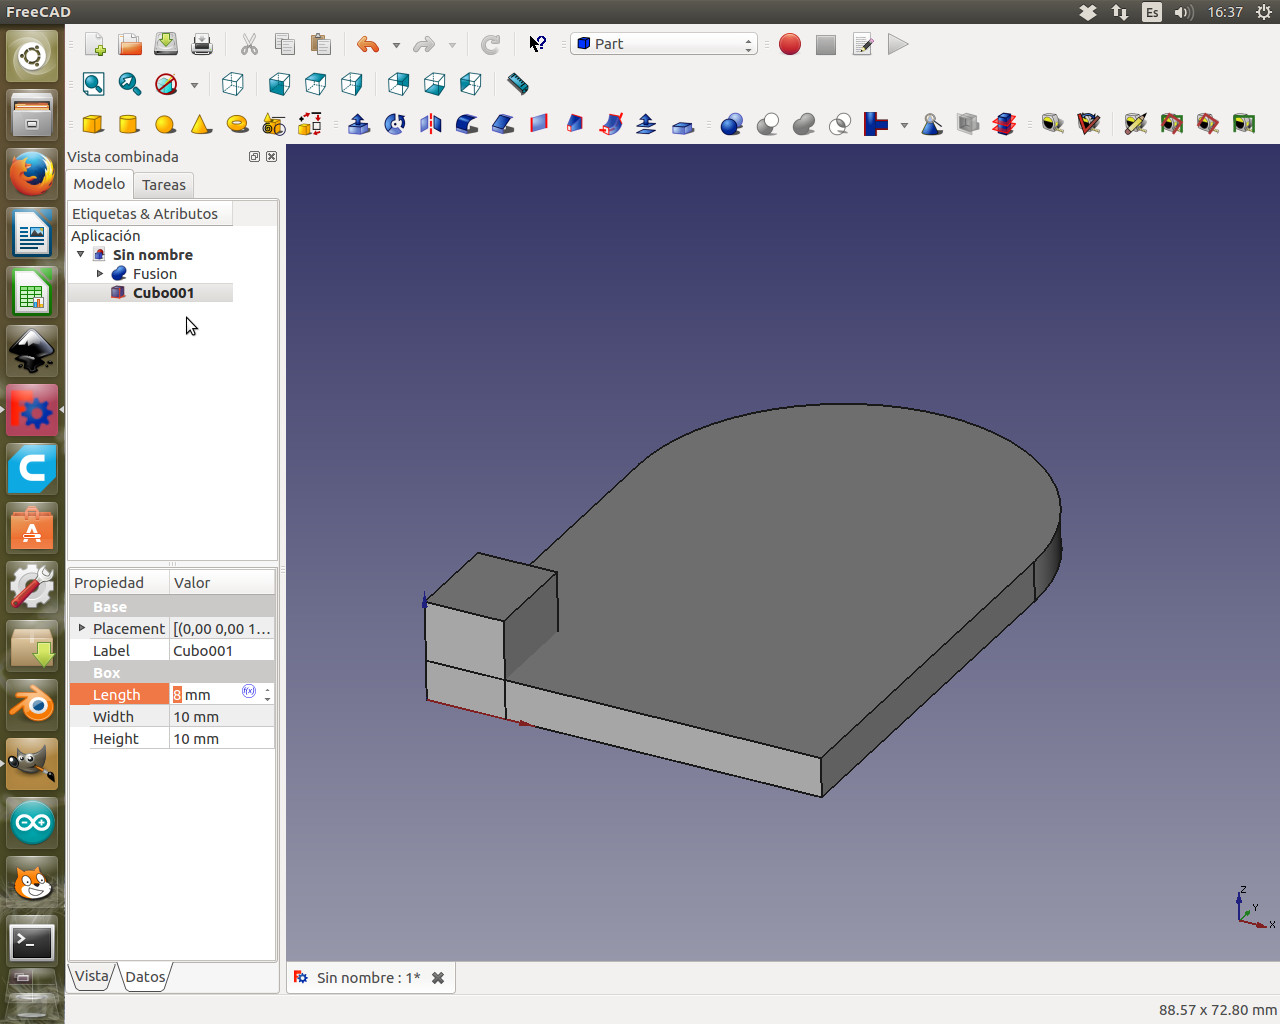 FreeCAD
Es
16:37
Part
Vista combinada
Modelo
Tareas
Etiquetas & Atributos
Aplicación
Sin nombre
Fusion
Cubo001
Propiedad
Valor
Base
Placement
[(0,00 0,00 1...
Label
Cubo001
Box
Length
8 mm
Width
10 mm
Height
10 mm
Vista
Datos
Sin nombre : 1*
Z
Y
X
88.57 x 72.80 mm